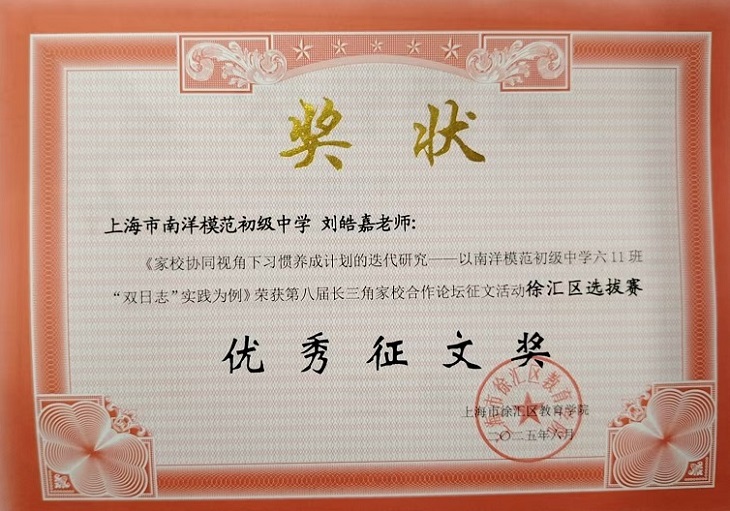 奖状
上海市南洋模范初级中学 刘皓嘉老师:
《家校协同视角下习惯养成计划的迭代研究——以南洋模范初级中学六11班
“双日志”实践为例》荣获第八届长三角家校合作论坛征文活动徐汇区选拔赛
优秀征文奖
上海市徐汇区教育学院
二〇二五年六月